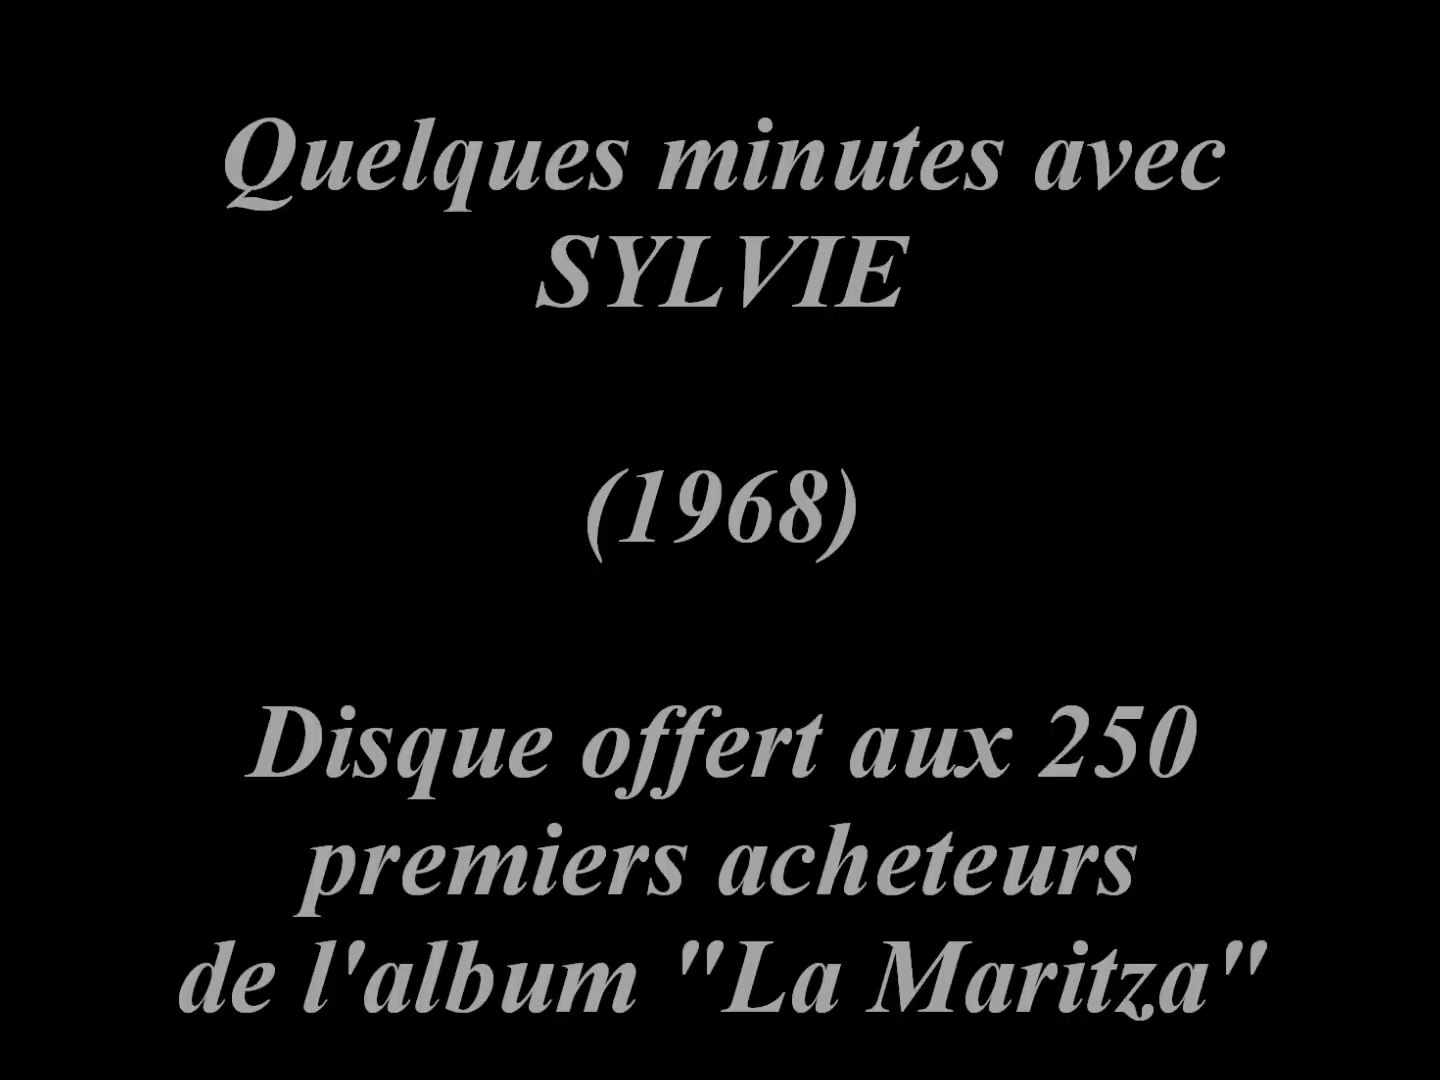 Quelques minutes avec
SYLVIE
(1968)
Disque offert aux 250
premiers acheteurs
de l'album "La Maritza"